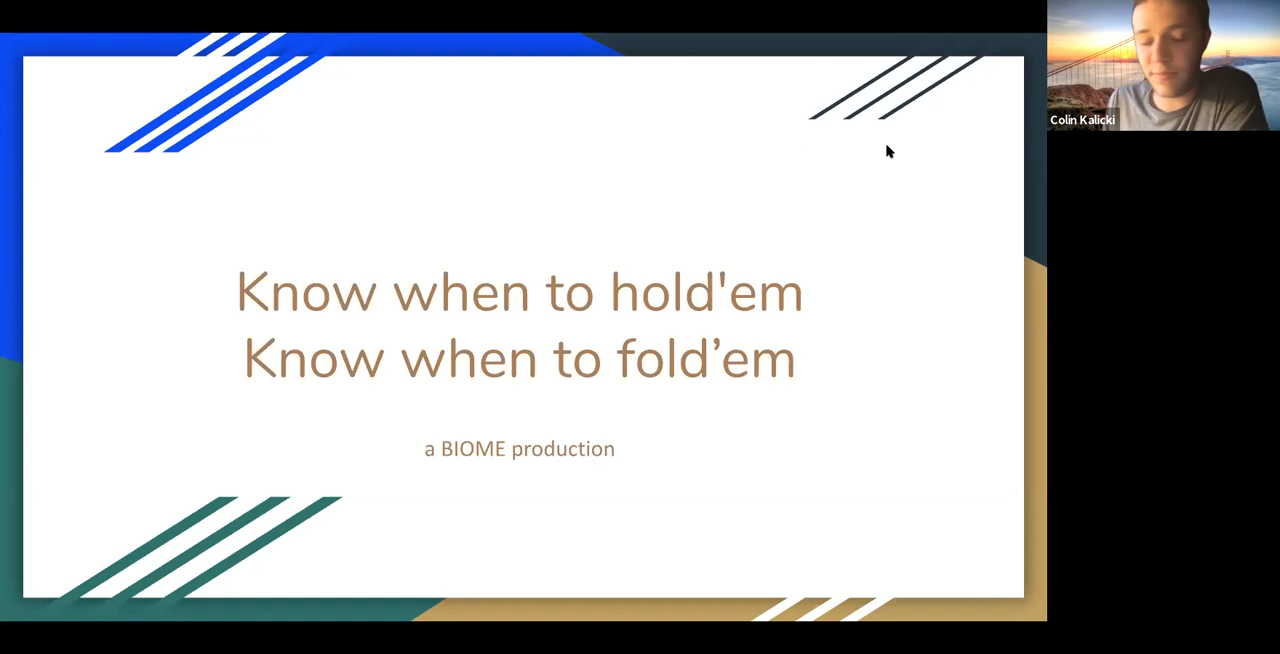 Know when to hold'em
Know when to fold’em
a BIOME production
Colin Kalicki